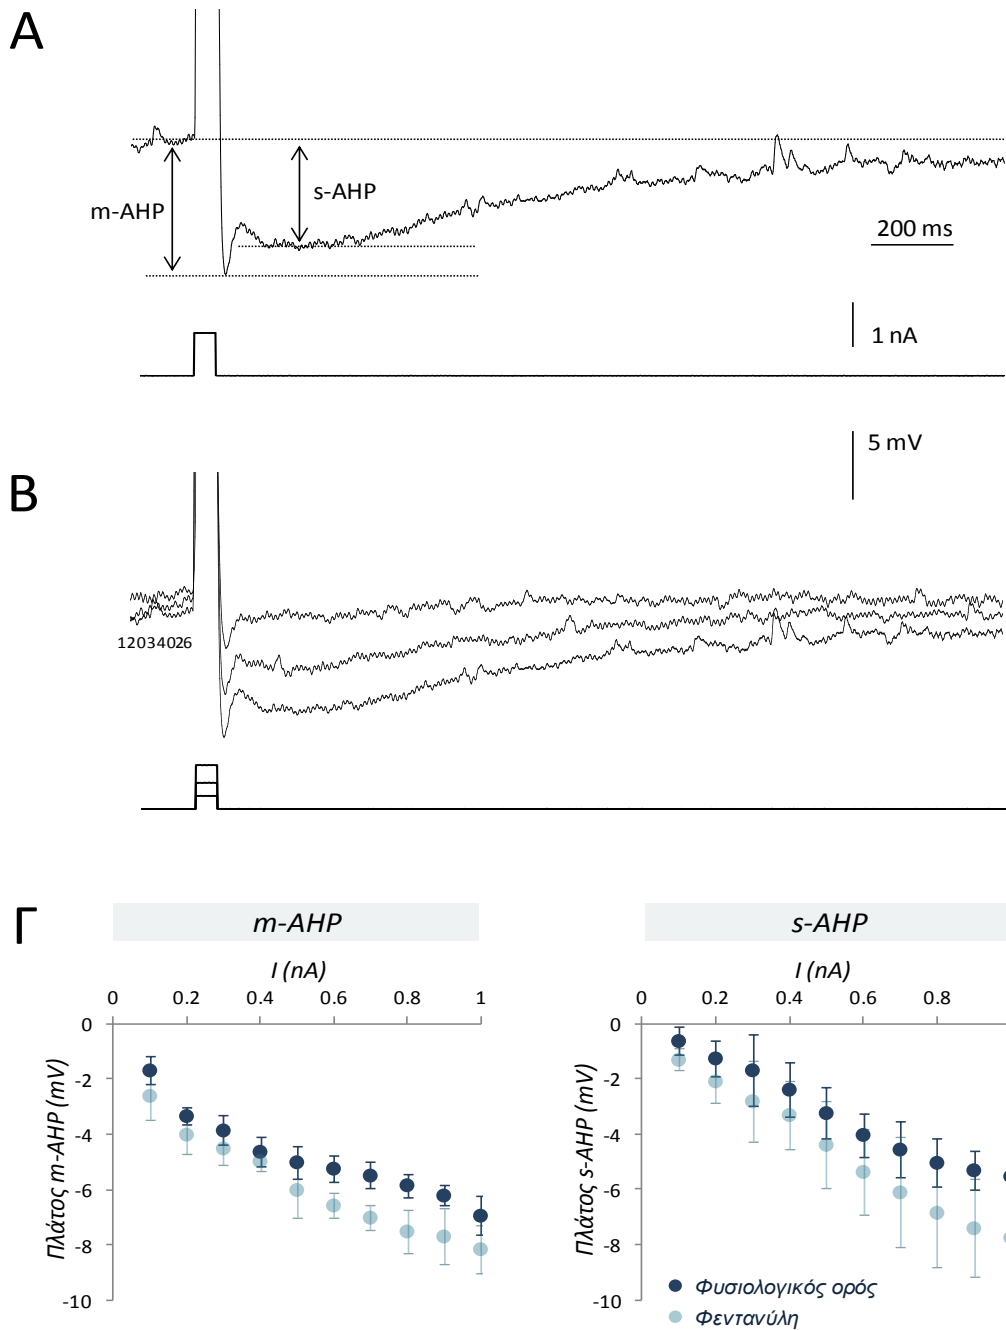 A
m-AHP
s-AHP
200 ms
1 nA
5 mV
B
12034026
Γ
m-AHP
s-AHP
I (nA)
I (nA)
0 0.2 0.4 0.6 0.8 1
0 0.2 0.4 0.6 0.8
0
-2
-4
-6
-8
-10
Πλάτος m-AHP (mV)
0
-2
-4
-6
-8
-10
Πλάτος s-AHP (mV)
Φυσιολογικός ορός
Φεντανύλη